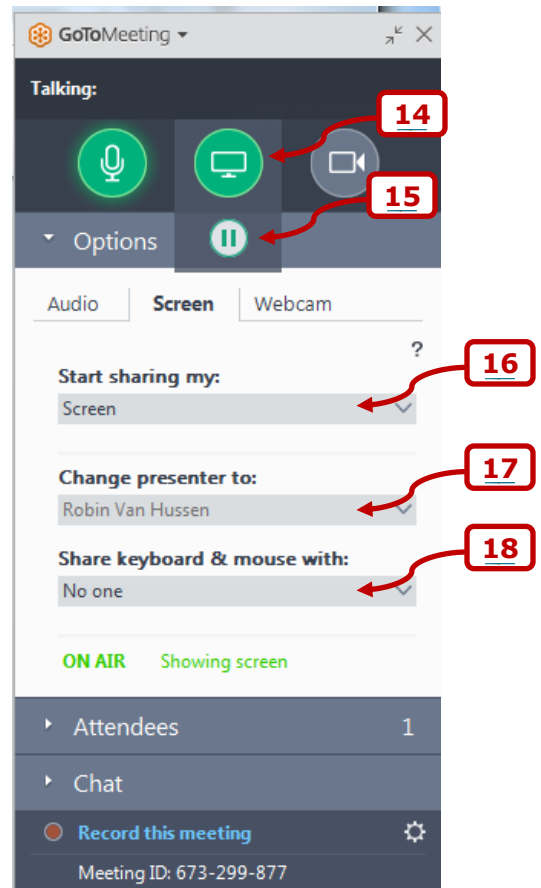 GoToMeeting
Talking:
14
15
Options
Audio Screen Webcam
?
16
Start sharing my:
Screen
17
Change presenter to:
Robin Van Hussen
18
Share keyboard & mouse with:
No one
ON AIR Showing screen
Attendees 1
Chat
Record this meeting
Meeting ID: 673-299-877